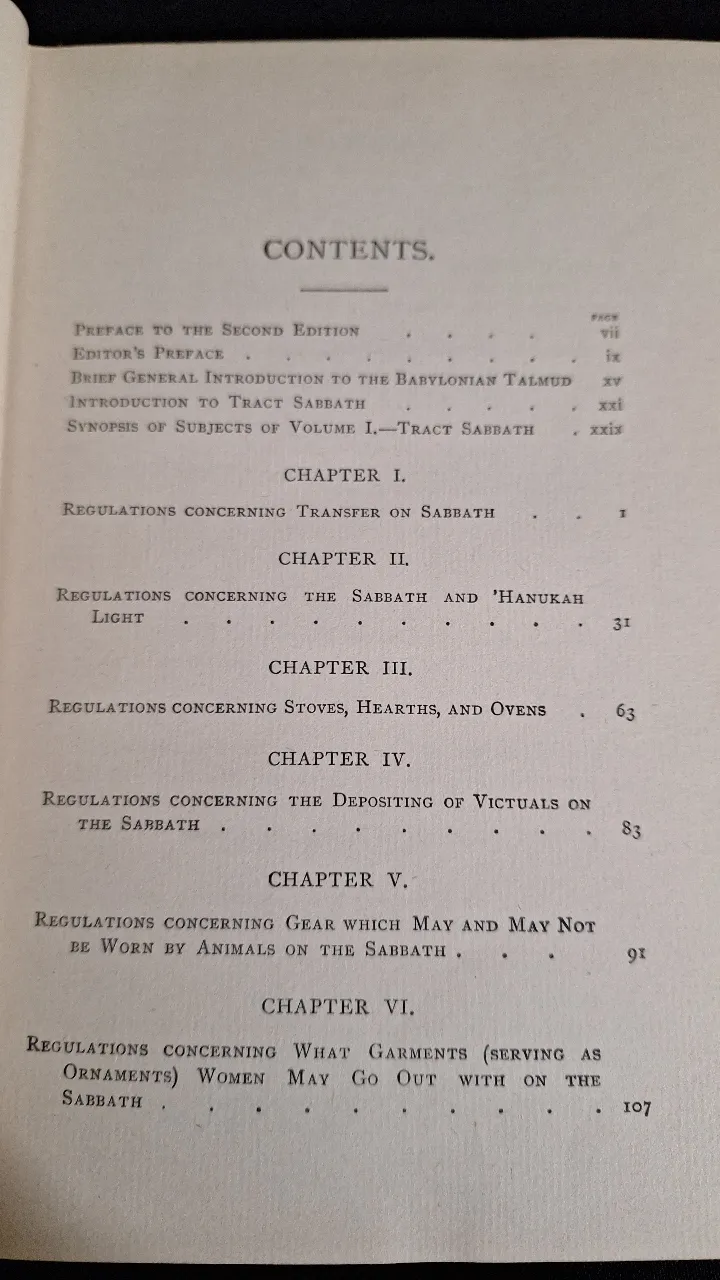 CONTENTS.
PAGE
PREFACE TO THE SECOND EDITION . . . . vii
EDITOR'S PREFACE . . . . . . . . . ix
BRIEF GENERAL INTRODUCTION TO THE BABYLONIAN TALMUD xv
INTRODUCTION TO TRACT SABBATH . . . . . xxi
SYNOPSIS OF SUBJECTS OF VOLUME I.—TRACT SABBATH . xxix
CHAPTER I.
REGULATIONS CONCERNING TRANSFER ON SABBATH . . 1
CHAPTER II.
REGULATIONS CONCERNING THE SABBATH AND 'HANUKAH
LIGHT . . . . . . . . . . 31
CHAPTER III.
REGULATIONS CONCERNING STOVES, HEARTHS, AND OVENS . 63
CHAPTER IV.
REGULATIONS CONCERNING THE DEPOSITING OF VICTUALS ON
THE SABBATH . . . . . . . . . 83
CHAPTER V.
REGULATIONS CONCERNING GEAR WHICH MAY AND MAY NOT
BE WORN BY ANIMALS ON THE SABBATH . . . 91
CHAPTER VI.
REGULATIONS CONCERNING WHAT GARMENTS (SERVING AS
ORNAMENTS) WOMEN MAY GO OUT WITH ON THE
SABBATH . . . . . . . . . . 107